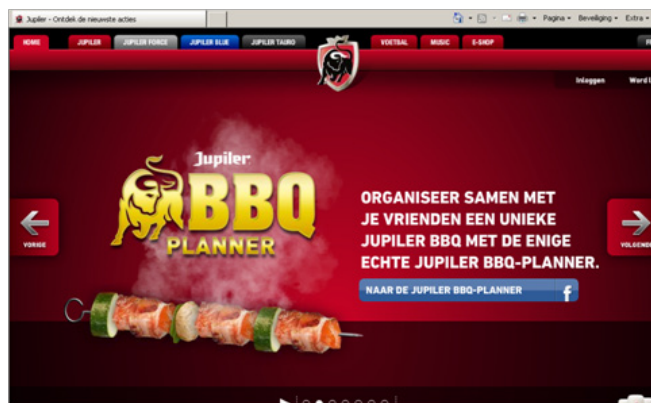 Jupiler - Ontdek de nieuwste acties
Pagina
Beveiliging
Extra
HOME
JUPILER
JUPILER FORCE
JUPILER BLUE
JUPILER TAURO
VOETBAL
MUSIC
E-SHOP
Inloggen
Word
Jupiler
BBQ
PLANNER
ORGANISEER SAMEN MET
JE VRIENDEN EEN UNIEKE
JUPILER BBQ MET DE ENIGE
ECHTE JUPILER BBQ-PLANNER.
NAAR DE JUPILER BBQ-PLANNER
f
VORIGE
VOLGENDE